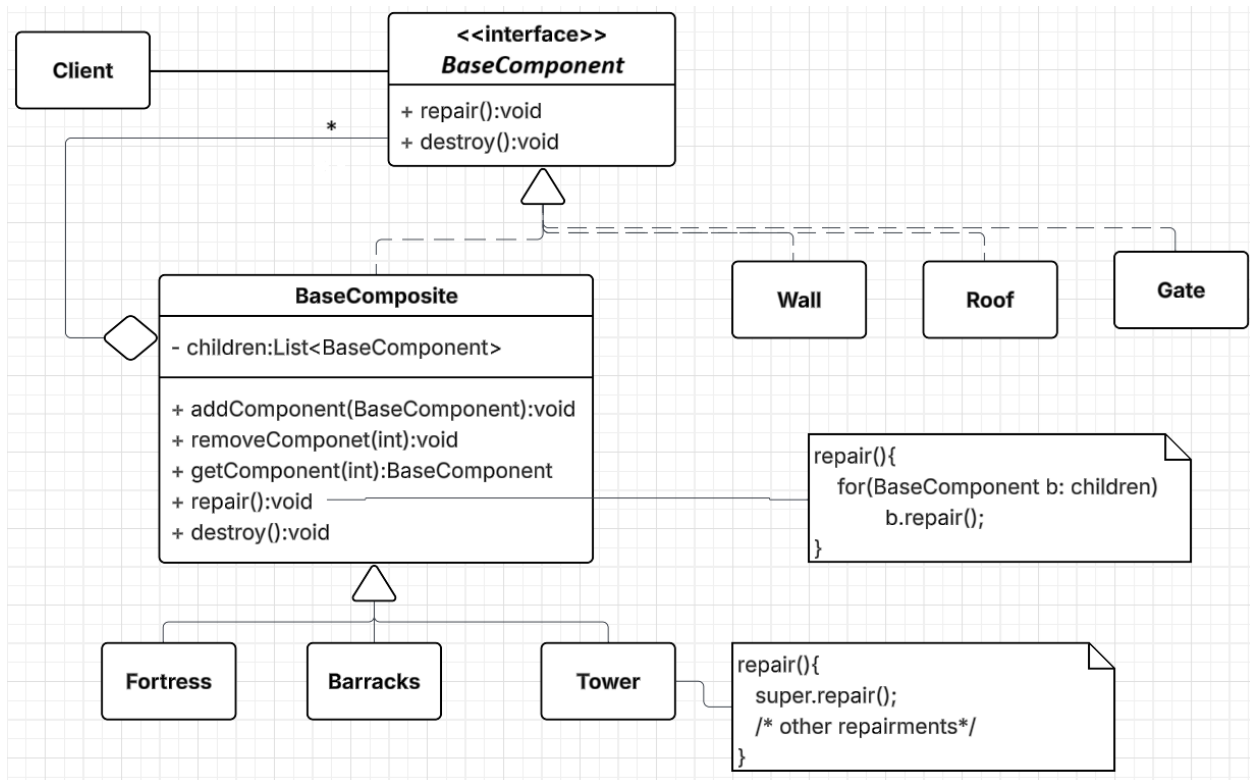 Client
<<interface>>
BaseComponent
+ repair():void
+ destroy():void
*
BaseComposite
- children:List<BaseComponent>
+ addComponent(BaseComponent):void
+ removeComponet(int):void
+ getComponent(int):BaseComponent
+ repair():void
+ destroy():void
Wall
Roof
Gate
repair(){
for(BaseComponent b: children)
b.repair();
}
Fortress
Barracks
Tower
repair(){
super.repair();
/* other repairments*/
}